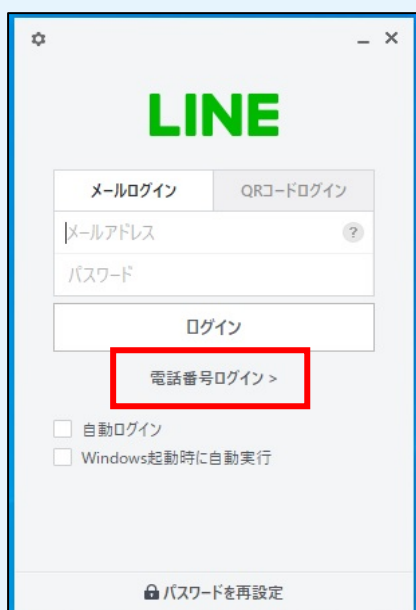 LINE
メールログイン QRコードログイン
メールアドレス ?
パスワード
ログイン
電話番号ログイン >
自動ログイン
Windows起動時に自動実行
パスワードを再設定